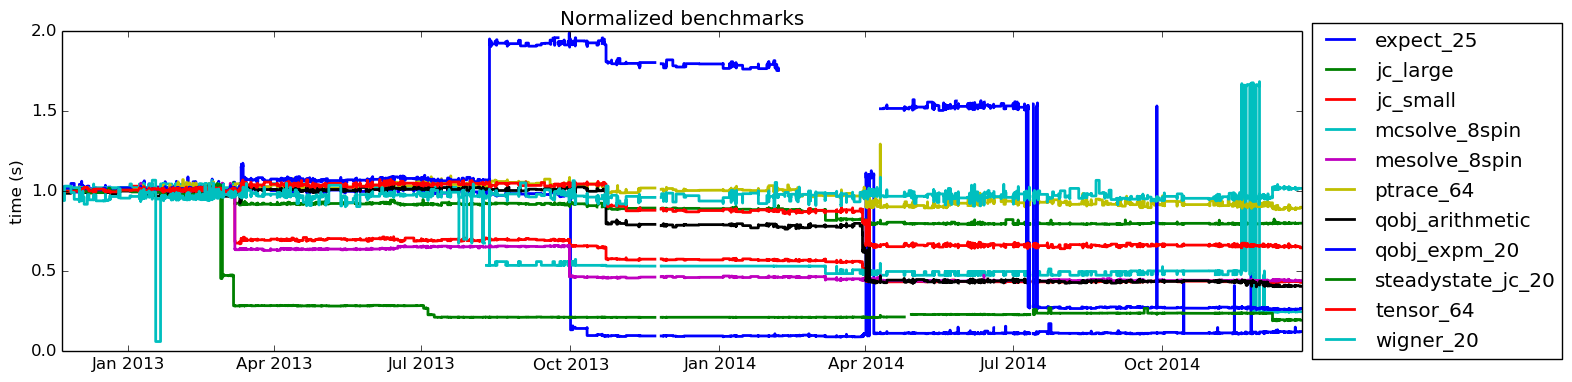 Normalized benchmarks
time (s)
2.0
1.5
1.0
0.5
0.0
Jan 2013
Apr 2013
Jul 2013
Oct 2013
Jan 2014
Apr 2014
Jul 2014
Oct 2014
expect_25
jc_large
jc_small
mcsolve_8spin
mesolve_8spin
ptrace_64
qobj_arithmetic
qobj_expm_20
steadystate_jc_20
tensor_64
wigner_20